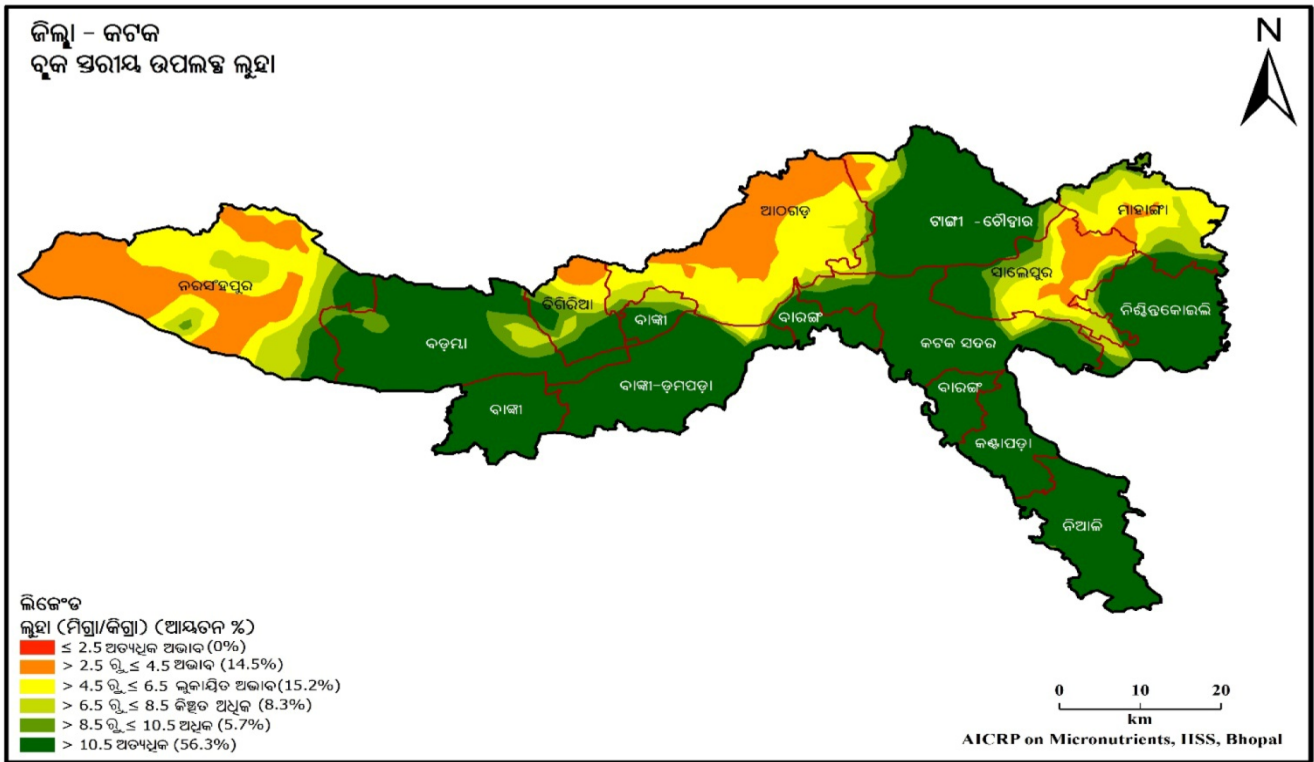 ଜିଲ୍ଲା – କଟକ
ବ୍ଲକ ସ୍ତରୀୟ ଉପଲବ୍ଧ ଲୁହା
N
ଆଠଗଡ଼
ମାହାଙ୍ଗା
ଟାଙ୍ଗୀ -ଚୌଦ୍ୱାର
ସାଲେପୁର
ନରସିଂହପୁର
ତିଗିରିଆ
ନିଶ୍ଚିନ୍ତକୋଇଲି
ବାଙ୍କୀ
ବାରଙ୍ଗ
ବଡ଼ମ୍ବା
କଟକ ସଦର
ବାଙ୍କୀ-ଡ଼ମପଡ଼ା
ବାରଙ୍ଗ
ବାଙ୍କୀ
କଣ୍ଟାପଡ଼ା
ନିଆଳି
ଲିଜେଂଡ
ଲୁହା (ମିଗ୍ରା/କିଗ୍ରା) (ଆୟତନ %)
≤ 2.5 ଅତ୍ୟଧିକ ଅଭାବ (0%)
> 2.5 ରୁ ≤ 4.5 ଅଭାବ (14.5%)
> 4.5 ରୁ ≤ 6.5 ଲୁକାୟିତ ଅଭାବ (15.2%)
> 6.5 ରୁ ≤ 8.5 କିଞ୍ଚିତ ଅଧିକ (8.3%)
> 8.5 ରୁ ≤ 10.5 ଅଧିକ (5.7%)
> 10.5 ଅତ୍ୟଧିକ (56.3%)
0 10 20
km
AICRP on Micronutrients, IISS, Bhopal